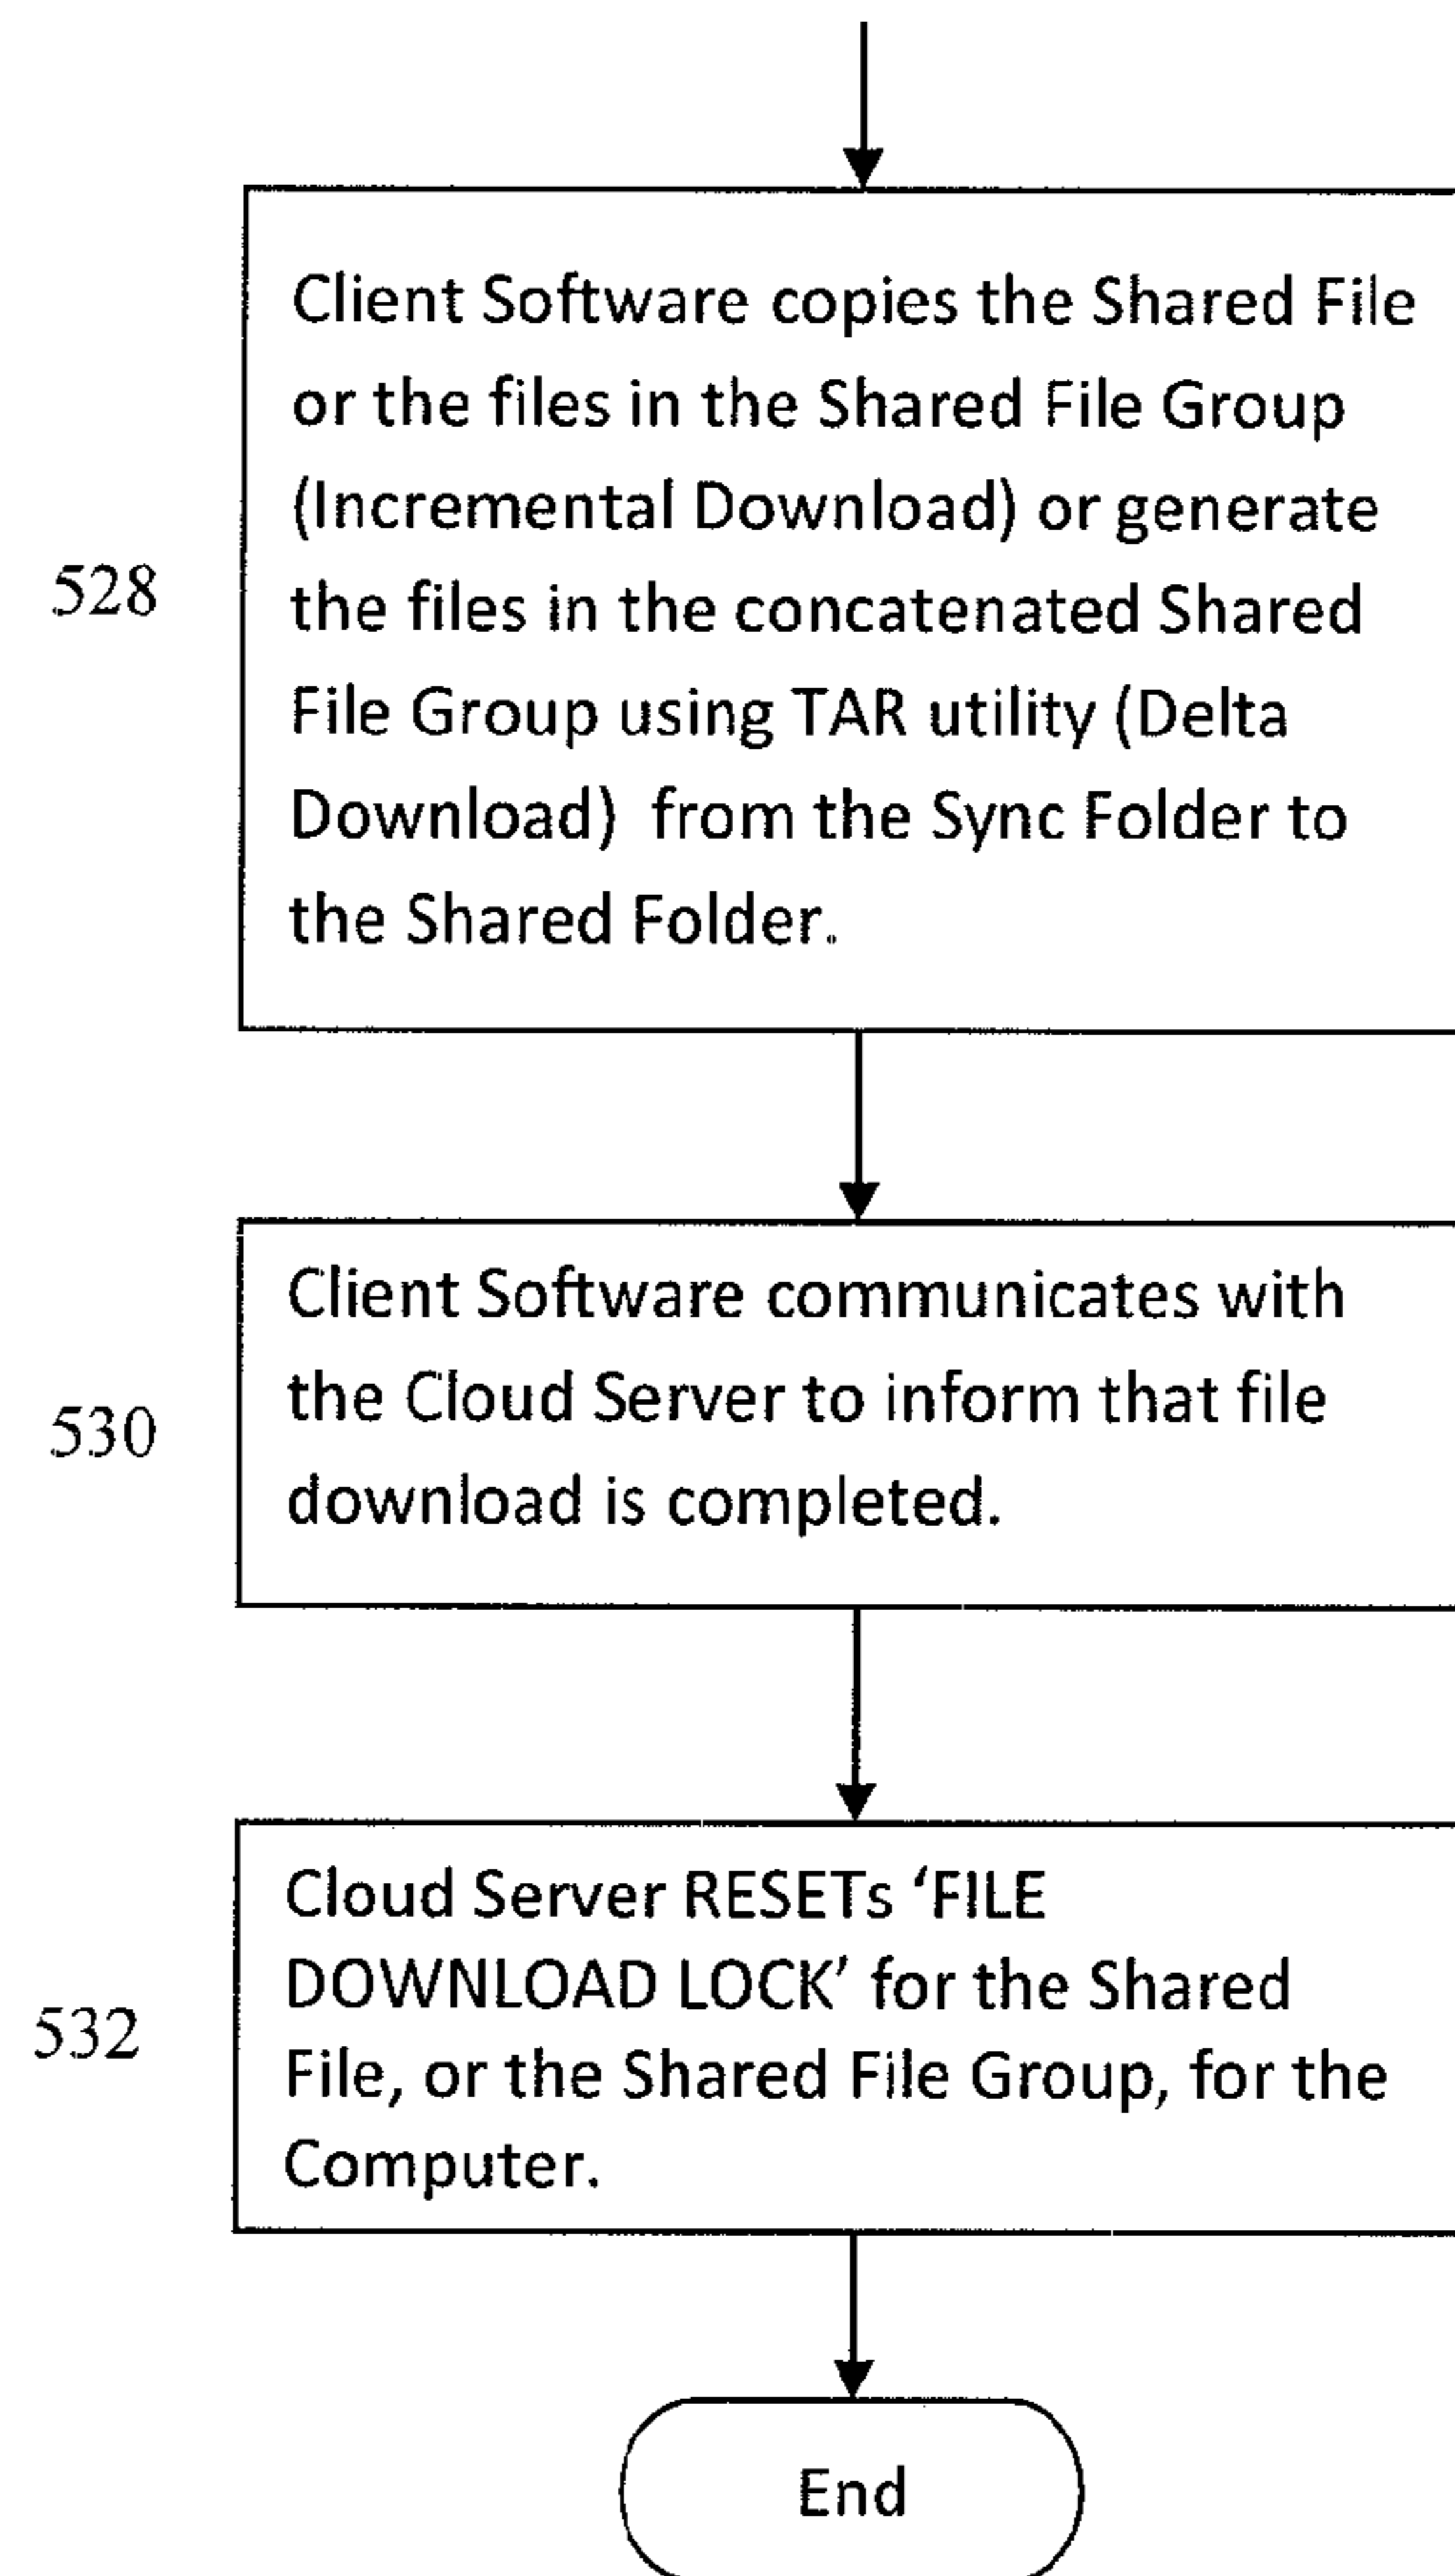 Client Software copies the Shared File
or the files in the Shared File Group
(Incremental Download) or generate
528
the files in the concatenated Shared
File Group using TAR utility (Delta
Download) from the Sync Folder to
the Shared Folder.
Client Software communicates with
the Cloud Server to inform that file
530
download is completed.
Cloud Server RESETs ‘FILE
DOWNLOAD LOCK’ for the Shared
532
File, or the Shared File Group, for the
Computer.
End